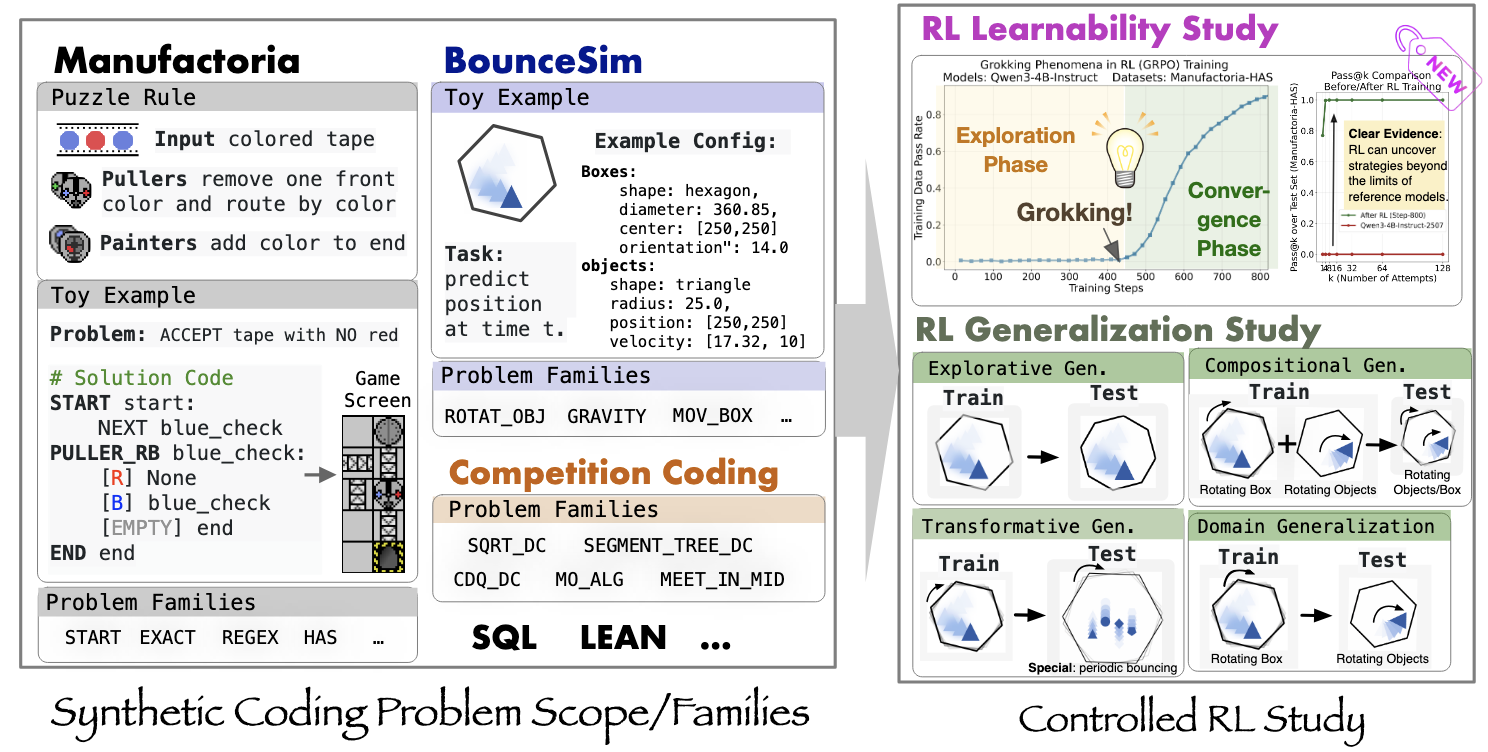 Manufactoria
Puzzle Rule
Input colored tape
Pullers remove one front
color and route by color
Painters add color to end
Toy Example
Problem: ACCEPT tape with NO red
# Solution Code
START start:
NEXT blue_check
PULLER_RB blue_check:
[R] None
[B] blue_check
[EMPTY] end
END end
Game
Screen
Problem Families
START EXACT REGEX HAS …
BounceSim
Toy Example
Example Config:
Boxes:
shape: hexagon,
diameter: 360.85,
center: [250,250]
orientation": 14.0
objects:
shape: triangle
radius: 25.0,
position: [250,250]
velocity: [17.32, 10]
Task:
predict
position
at time t.
Problem Families
ROTAT_OBJ GRAVITY MOV_BOX …
Competition Coding
Problem Families
SQRT_DC SEGMENT_TREE_DC
CDQ_DC MO_ALG MEET_IN_MID
SQL LEAN …
Synthetic Coding Problem Scope/Families
RL Learnability Study
NEW
Grokking Phenomena in RL (GRPO) Training
Models: Qwen3-4B-Instruct Datasets: Manufactoria-HAS
Training Data Pass Rate
0.8
0.6
0.4
0.2
0.0
Exploration
Phase
Grokking!
Conver-
gence
Phase
0 100 200 300 400 500 600 700 800
Training Steps
Pass@k Comparison
Before/After RL Training
Pass@k over Test Set (Manufactoria-HAS)
1.0
0.8
0.6
0.4
0.2
0.0
Clear Evidence:
RL can uncover
strategies beyond
the limits of
reference models.
After RL (Step-800)
Qwen3-4B-Instruct-2507
1 4 8 16 32 64 128
k (Number of Attempts)
RL Generalization Study
Explorative Gen.
Train Test
Compositional Gen.
Train Test
+
Rotating Box Rotating Objects
Rotating
Objects/Box
Transformative Gen.
Train Test
Special: periodic bouncing
Domain Generalization
Train Test
Rotating Box Rotating Objects
Controlled RL Study